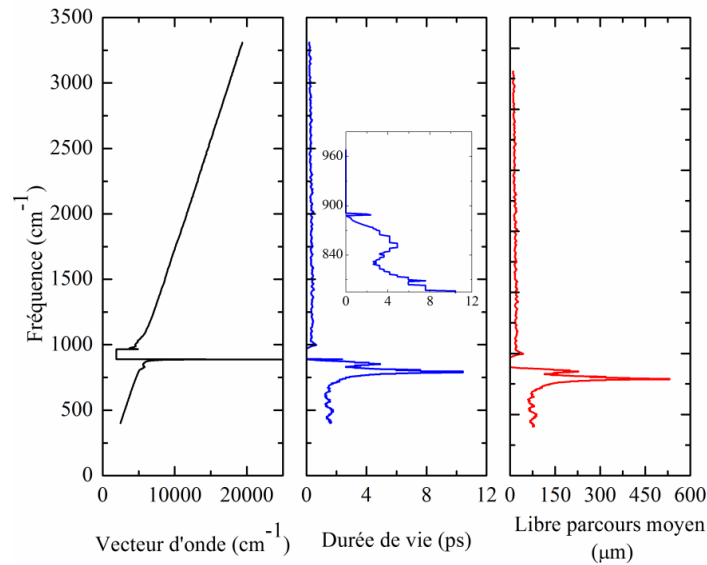 3500
3000
2500
2000
1500
1000
500
0
Fréquence (cm-1)
0 10000 20000
Vecteur d'onde (cm-1)
960
900
840
0 4 8 12
0 4 8 12
Durée de vie (ps)
0 150 300 450 600
Libre parcours moyen
(μm)